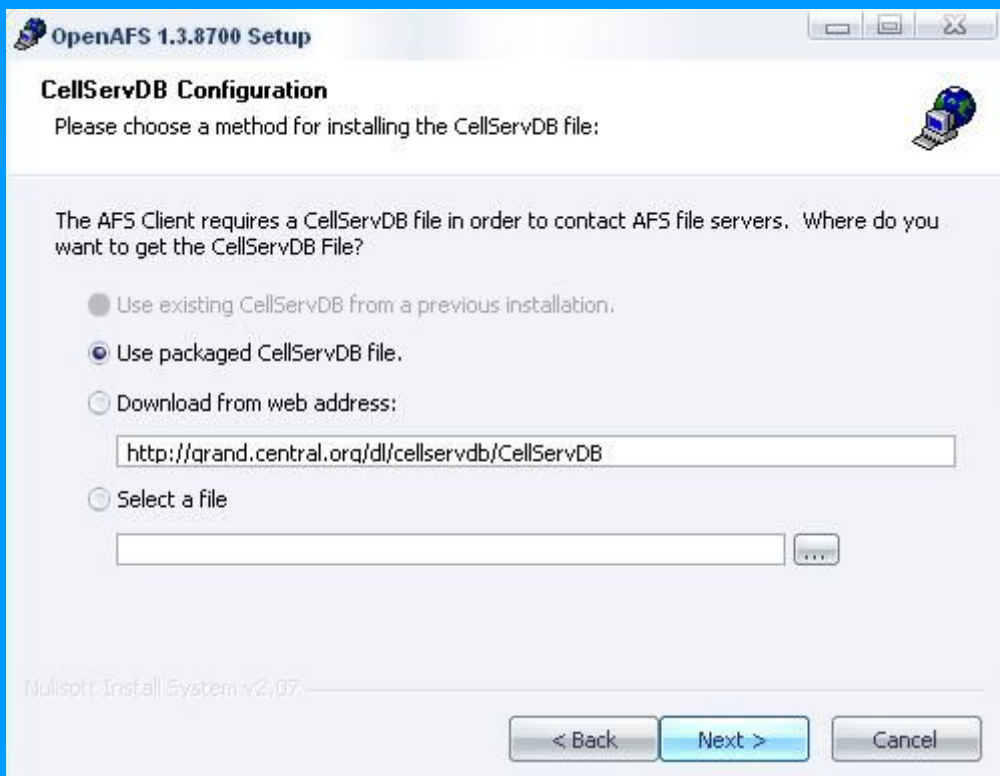 OpenAFS 1.3.8700 Setup
CellServDB Configuration
Please choose a method for installing the CellServDB file:
The AFS Client requires a CellServDB file in order to contact AFS file servers.  Where do you
want to get the CellServDB File?
Use existing CellServDB from a previous installation.
Use packaged CellServDB file.
Download from web address:
http://grand.central.org/dl/cellservdb/CellServDB
Select a file
...
Nullsoft Install System v2.07
< Back
Next >
Cancel